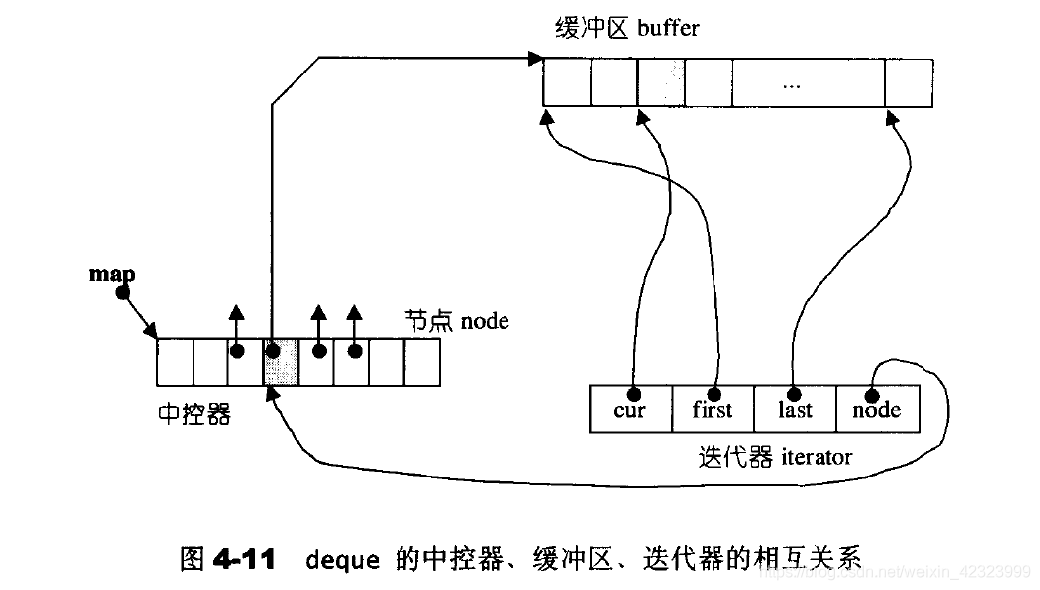 缓冲区 buffer
...
map
节点 node
中控器
cur first last node
迭代器 iterator
图 4-11 deque 的中控器、缓冲区、迭代器的相互关系
https://blog.csdn.net/weixin_42323999